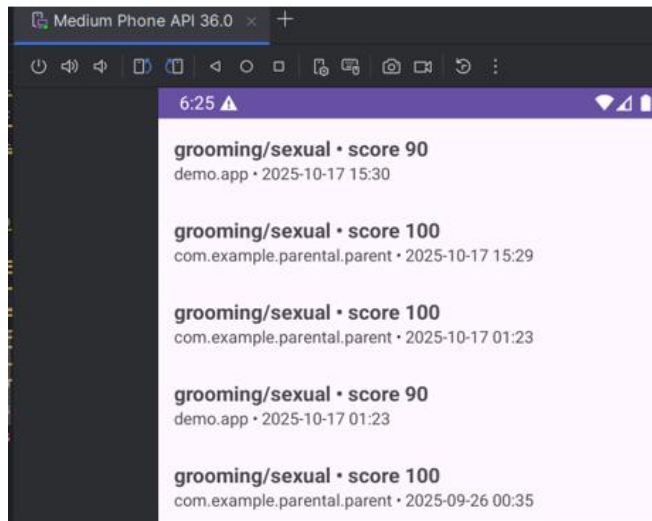 Medium Phone API 36.0
6:25
grooming/sexual • score 90
demo.app • 2025-10-17 15:30
grooming/sexual • score 100
com.example.parental.parent • 2025-10-17 15:29
grooming/sexual • score 100
com.example.parental.parent • 2025-10-17 01:23
grooming/sexual • score 90
demo.app • 2025-10-17 01:23
grooming/sexual • score 100
com.example.parental.parent • 2025-09-26 00:35